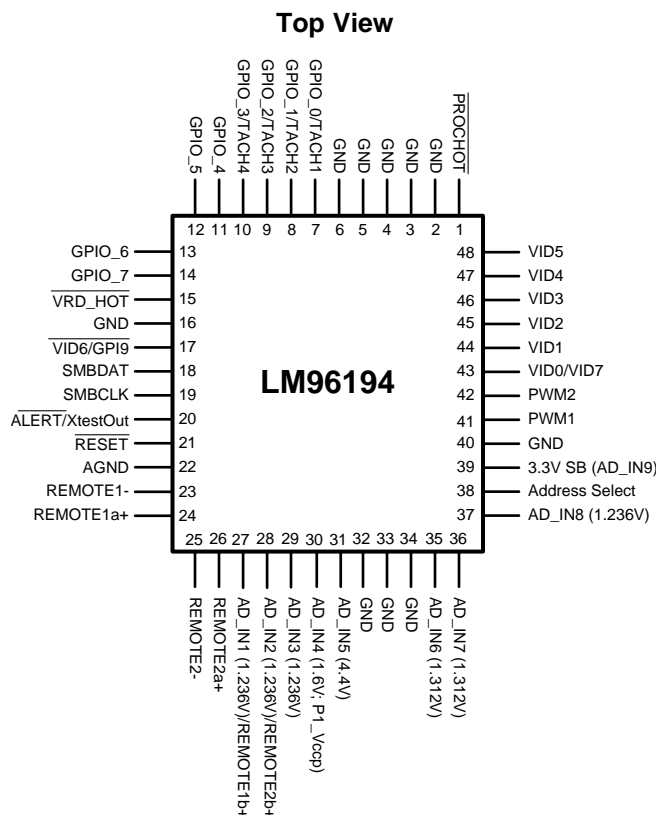 Top View
GPIO_5
GPIO_4
GPIO_3/TACH4
GPIO_2/TACH3
GPIO_1/TACH2
GPIO_0/TACH1
GND
GND
GND
GND
GND
PROCHOT
12
11
10
9
8
7
6
5
4
3
2
1
GPIO_6
13
GPIO_7
14
VRD_HOT
15
GND
16
VID6/GPI9
17
SMBDAT
18
SMBCLK
19
ALERT/XtestOut
20
RESET
21
AGND
22
REMOTE1-
23
REMOTE1a+
24
LM96194
48
VID5
47
VID4
46
VID3
45
VID2
44
VID1
43
VID0/VID7
42
PWM2
41
PWM1
40
GND
39
3.3V SB (AD_IN9)
38
Address Select
37
AD_IN8 (1.236V)
25
26
27
28
29
30
31
32
33
34
35
36
REMOTE2-
REMOTE2a+
AD_IN1 (1.236V)/REMOTE1b+
AD_IN2 (1.236V)/REMOTE2b+
AD_IN3 (1.236V)
AD_IN4 (1.6V; P1_Vccp)
AD_IN5 (4.4V)
GND
GND
GND
AD_IN6 (1.312V)
AD_IN7 (1.312V)